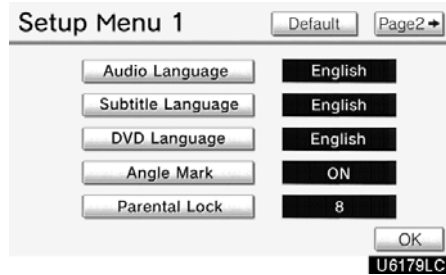 Setup Menu 1 Default Page2→
Audio Language English
Subtitle Language English
DVD Language English
Angle Mark ON
Parental Lock 8
OK
U6179LC